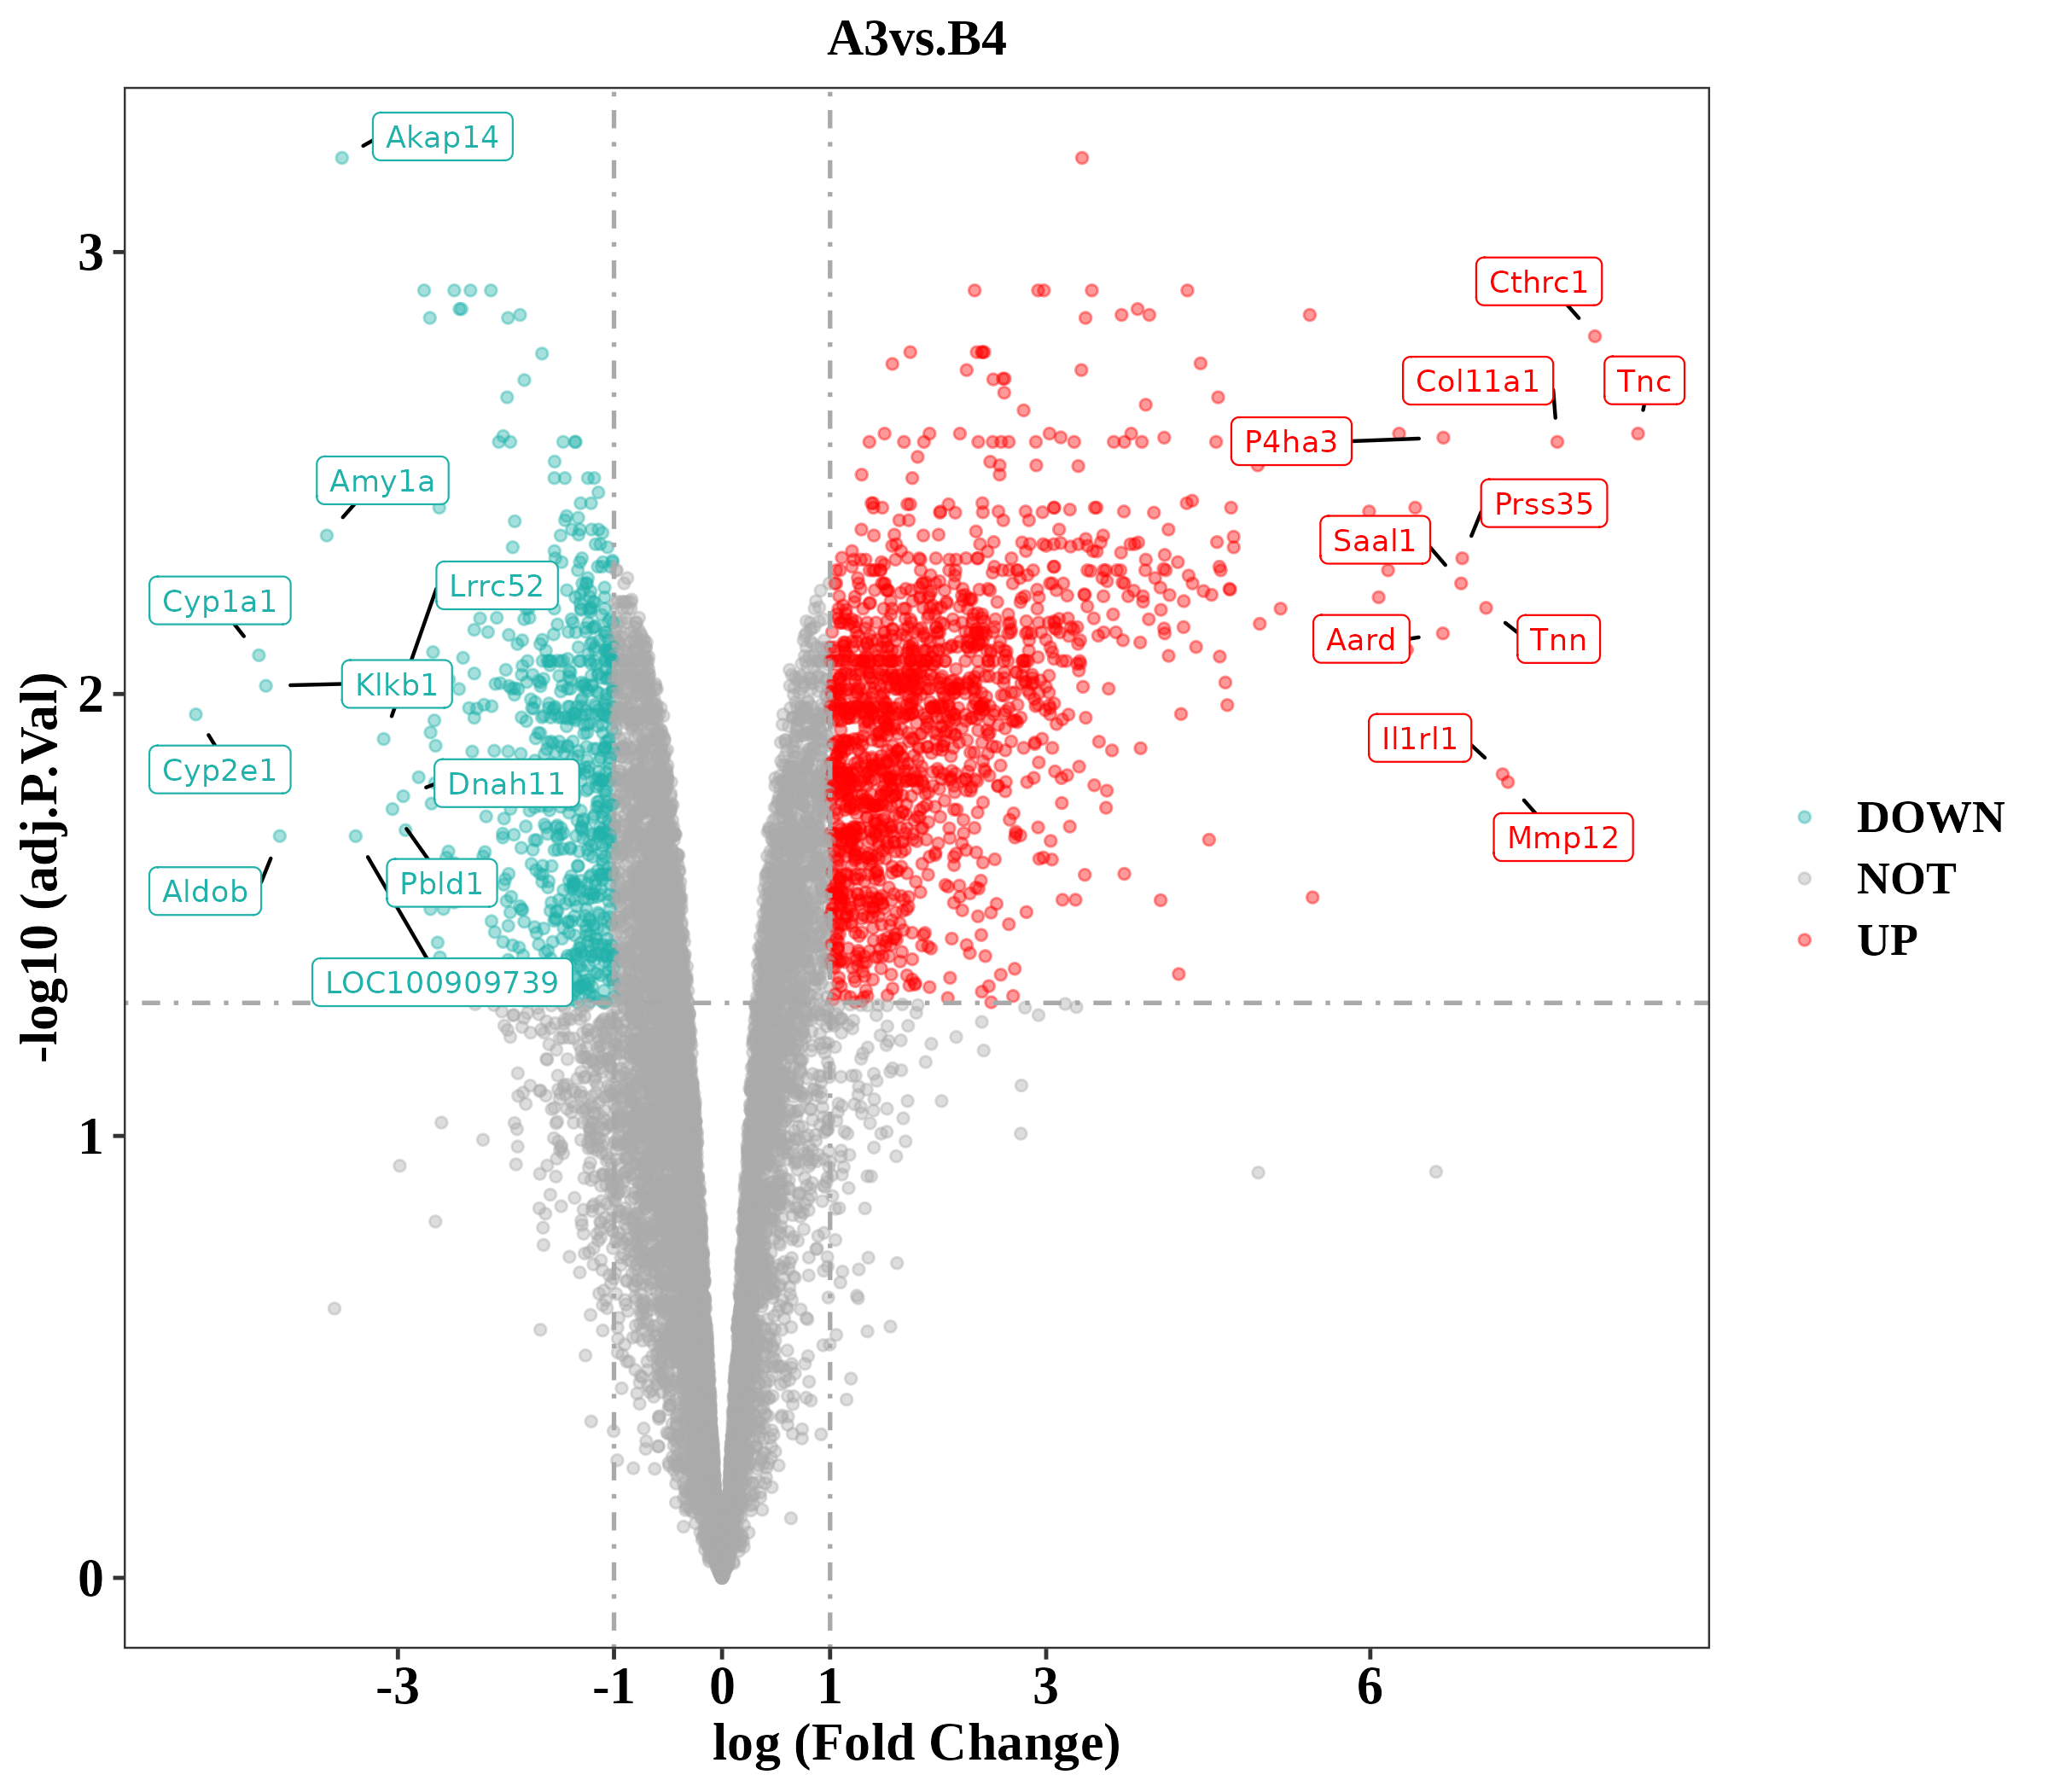 A3vs.B4
Akap14
Cthrc1
Col11a1
Tnc
P4ha3
Amy1a
Prss35
Saal1
Lrrc52
Cyp1a1
Aard
Tnn
Klkb1
Il1rl1
Cyp2e1
Dnah11
Mmp12
Pbld1
Aldob
LOC100909739
3
2
1
0
-log10 (adj.P.Val)
-3
-1
0
1
3
6
log (Fold Change)
DOWN
NOT
UP